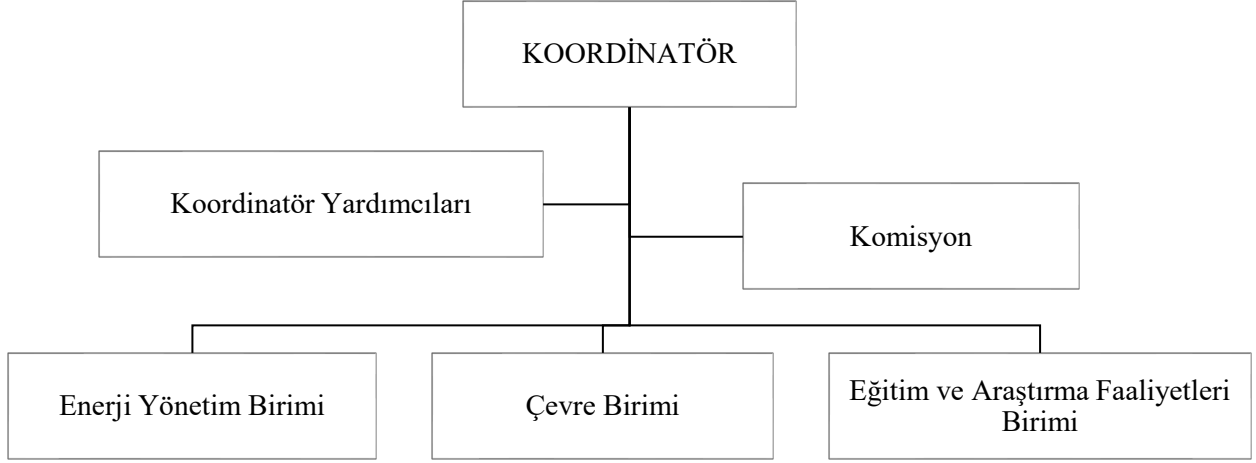 KOORDİNATÖR
Koordinatör Yardımcıları
Komisyon
Enerji Yönetim Birimi
Çevre Birimi
Eğitim ve Araştırma Faaliyetleri
Birimi